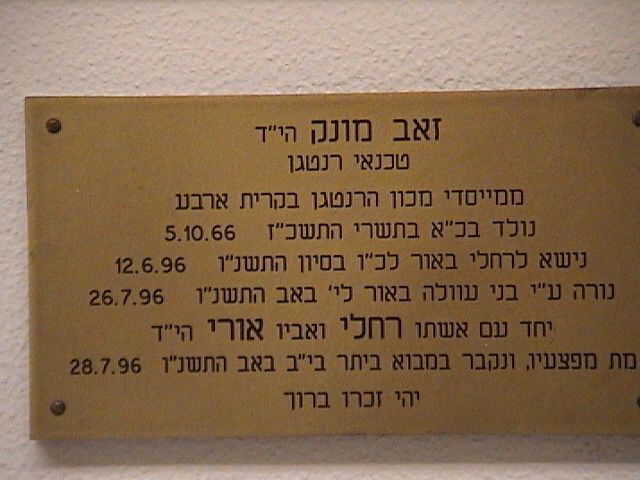 זאב מונק הי"ד
טכנאי רנטגן
ממייסדי מכון הרנטגן בקרית ארבע
נולד בכ"א בתשרי התשכ"ז 5.10.66
נישא לרחלי באור לכ"ו בסיון התשנ"ו 12.6.96
נורה ע"י בני עוולה באור לי' באב התשנ"ו 26.7.96
יחד עם אשתו רחלי ואביו אורי הי"ד
מת מפצעיו, ונקבר במבוא ביתר בי"ב באב התשנ"ו 28.7.96
יהי זכרו ברוך